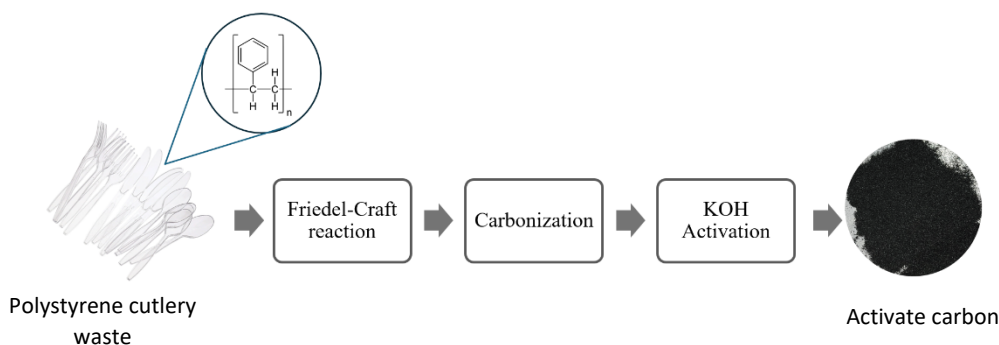 H
C
C
H
H
n
Friedel-Craft
reaction
Carbonization
KOH
Activation
Polystyrene cutlery
waste
Activate carbon